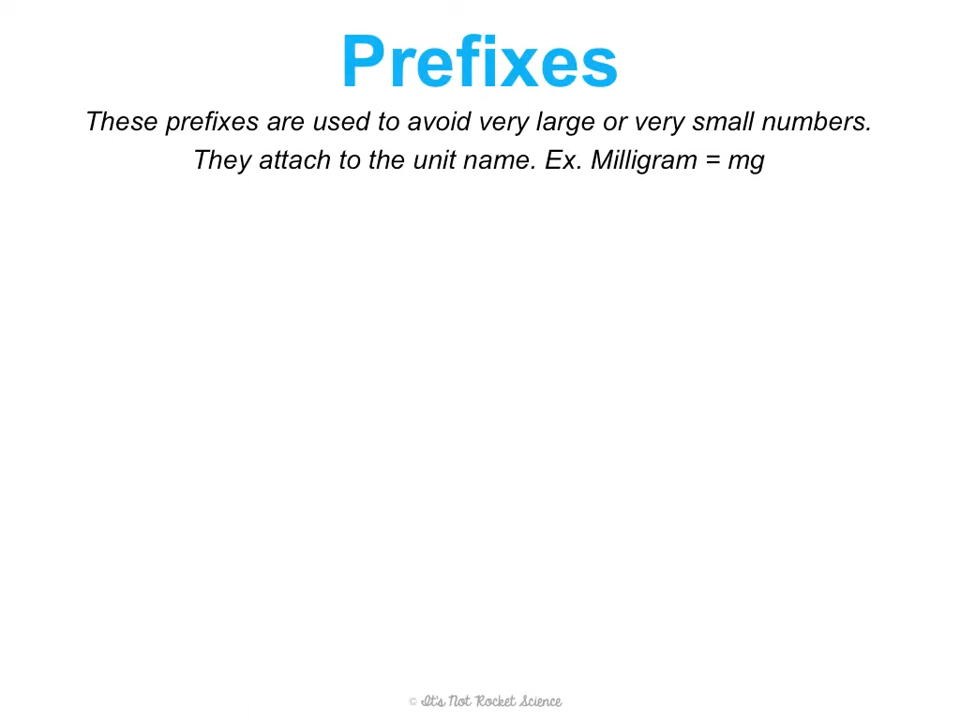 Prefixes
These prefixes are used to avoid very large or very small numbers.
They attach to the unit name. Ex. Milligram = mg
© It's Not Rocket Science